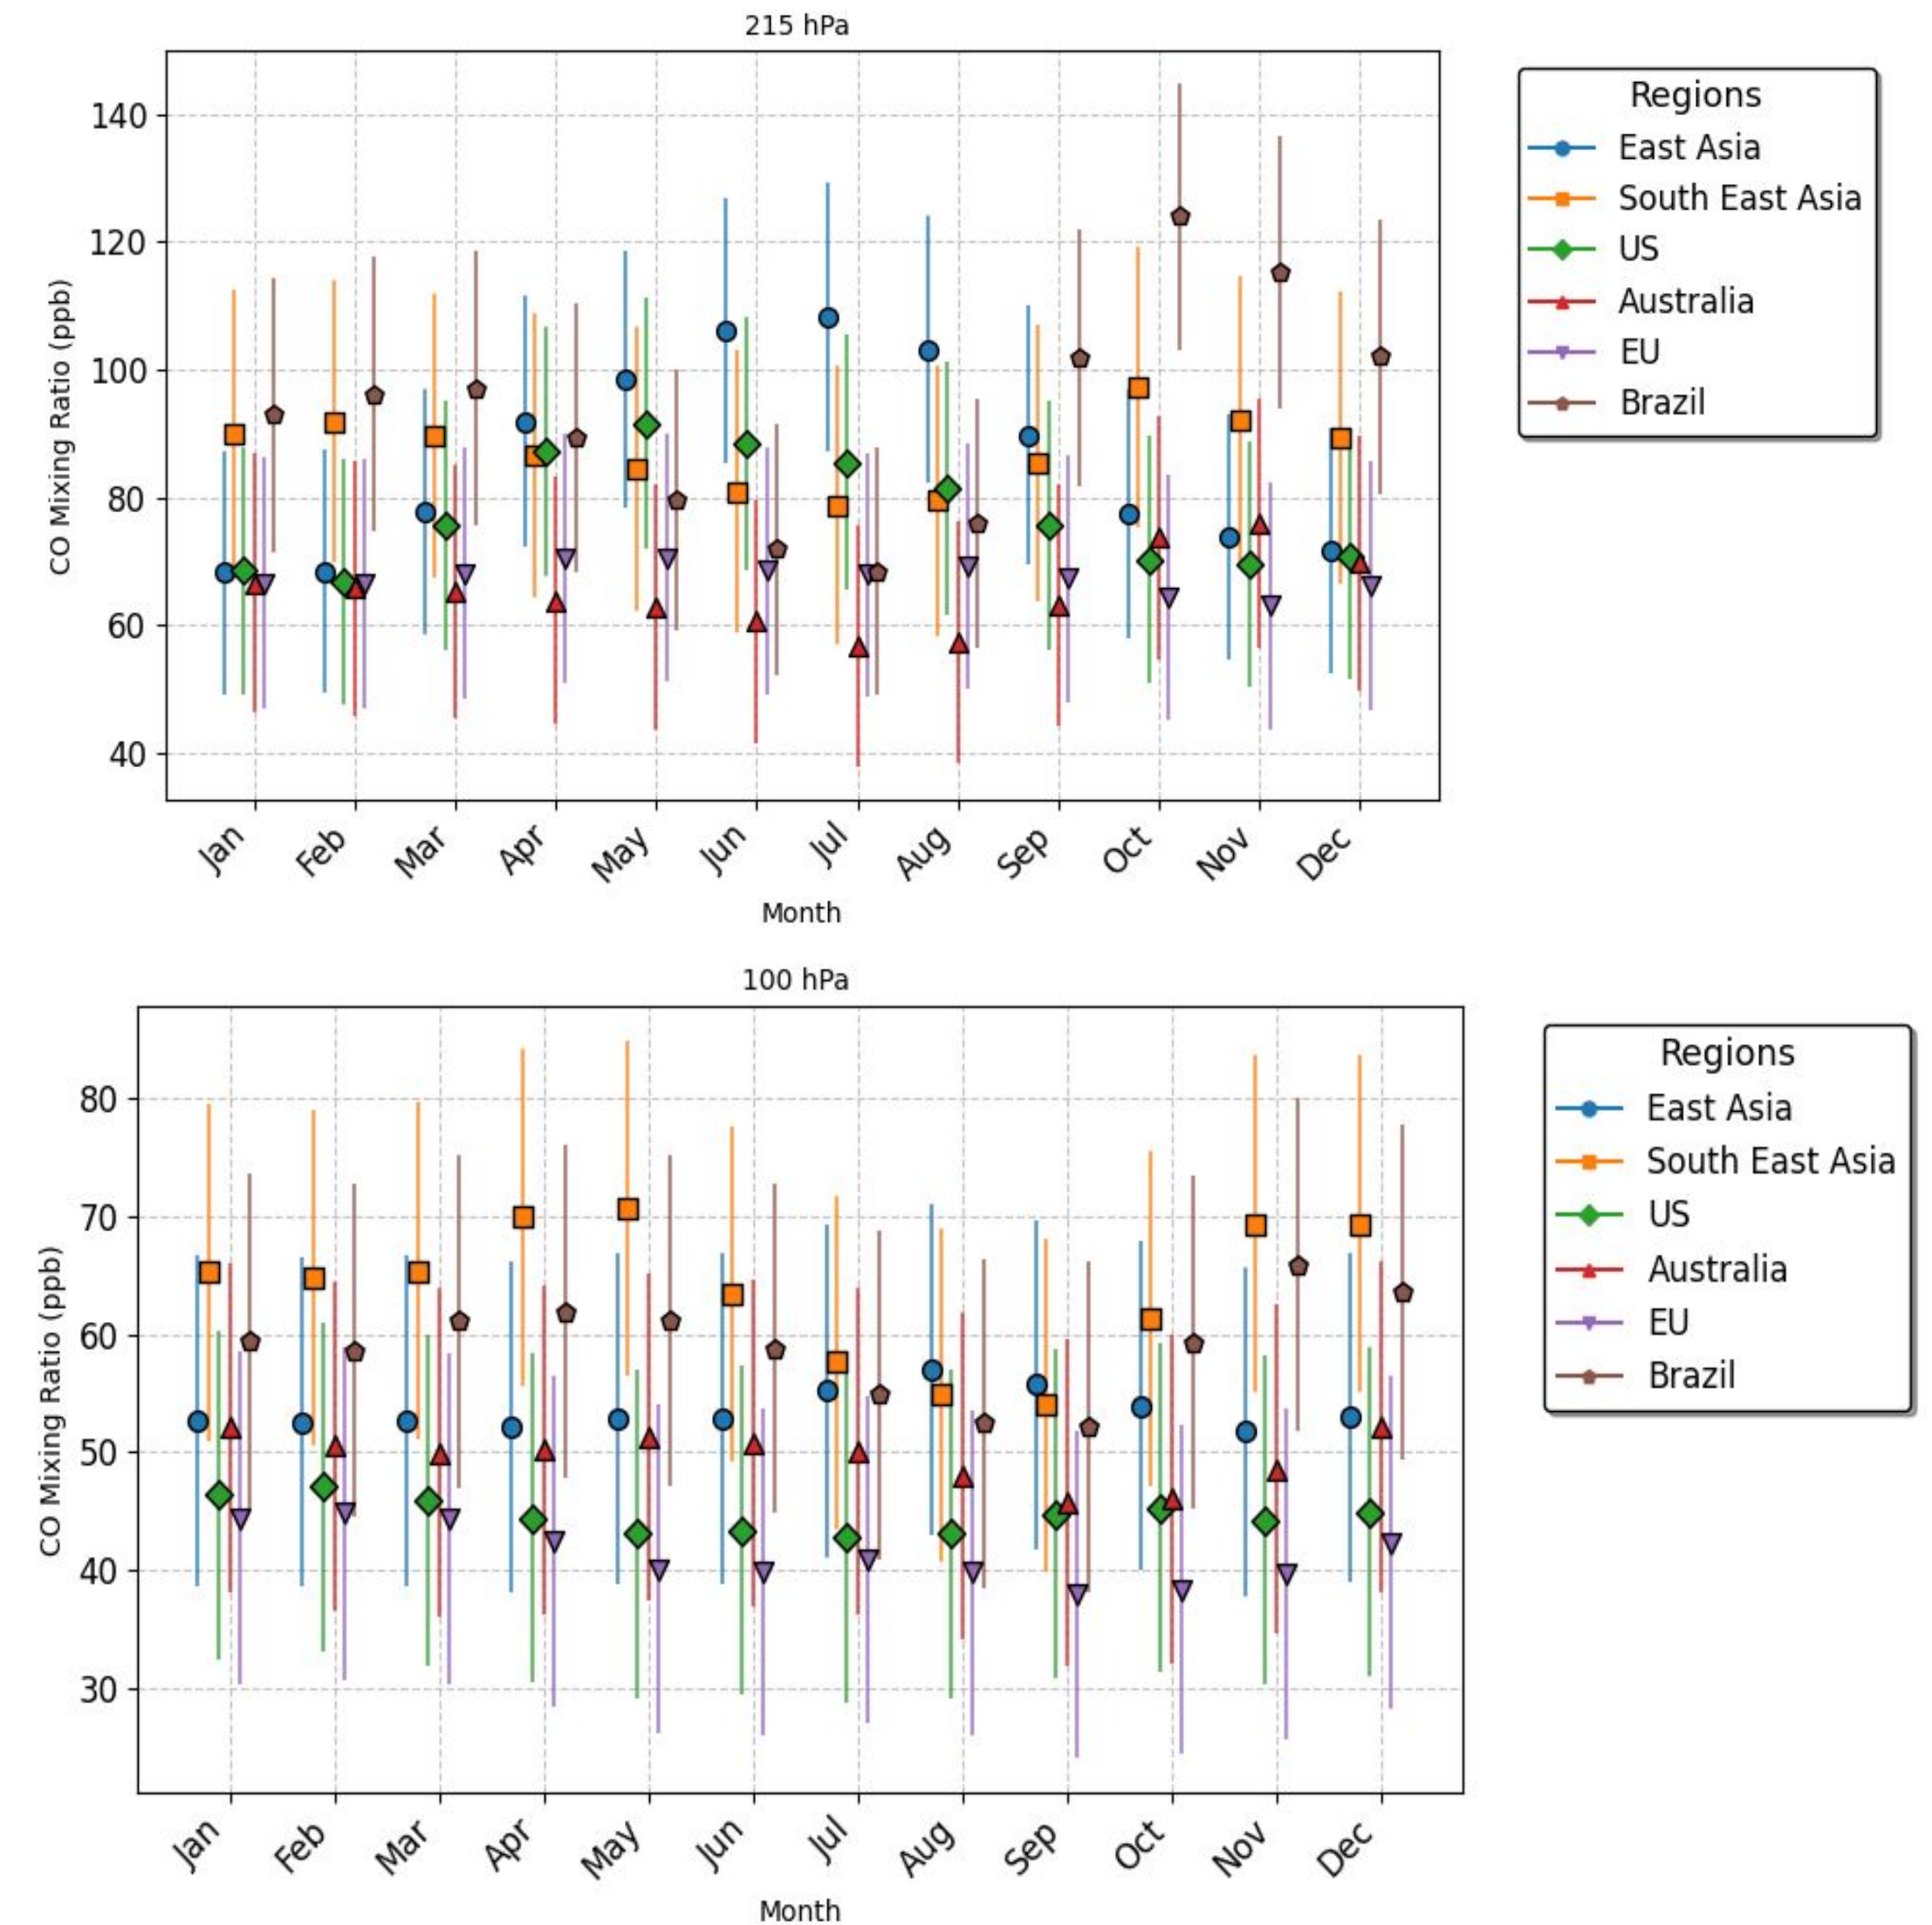 215 hPa
CO Mixing Ratio (ppb)
140
120
100
80
60
40
Jan
Feb
Mar
Apr
May
Jun
Jul
Aug
Sep
Oct
Nov
Dec
Month
Regions
East Asia
South East Asia
US
Australia
EU
Brazil
100 hPa
CO Mixing Ratio (ppb)
80
70
60
50
40
30
Jan
Feb
Mar
Apr
May
Jun
Jul
Aug
Sep
Oct
Nov
Dec
Month
Regions
East Asia
South East Asia
US
Australia
EU
Brazil